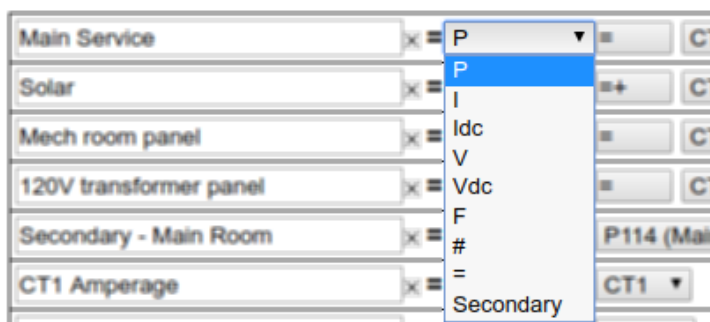 Main Service × = P ▼ = CT
Solar × = =+ CT
Mech room panel × = = CT
120V transformer panel × = = CT
Secondary - Main Room × = P114 (Mai
CT1 Amperage × = CT1 ▼
P
I
Idc
V
Vdc
F
#
=
Secondary